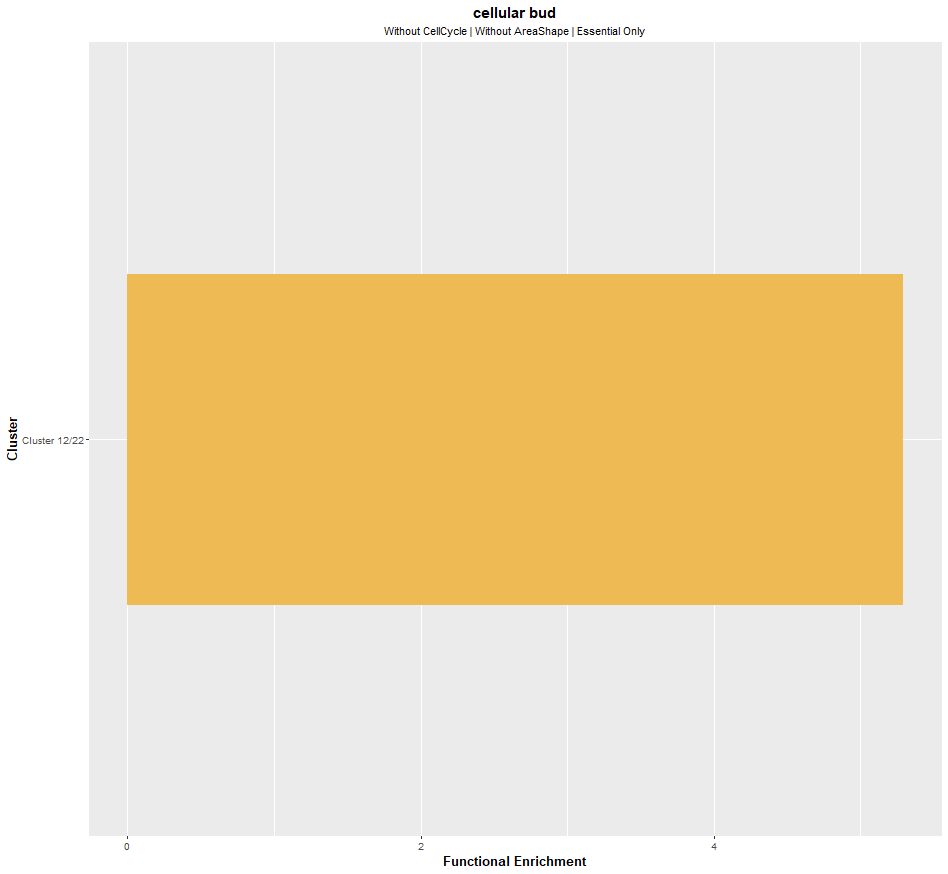 cellular bud
Without CellCycle | Without AreaShape | Essential Only
Cluster
Cluster 12/22
0 2 4
Functional Enrichment